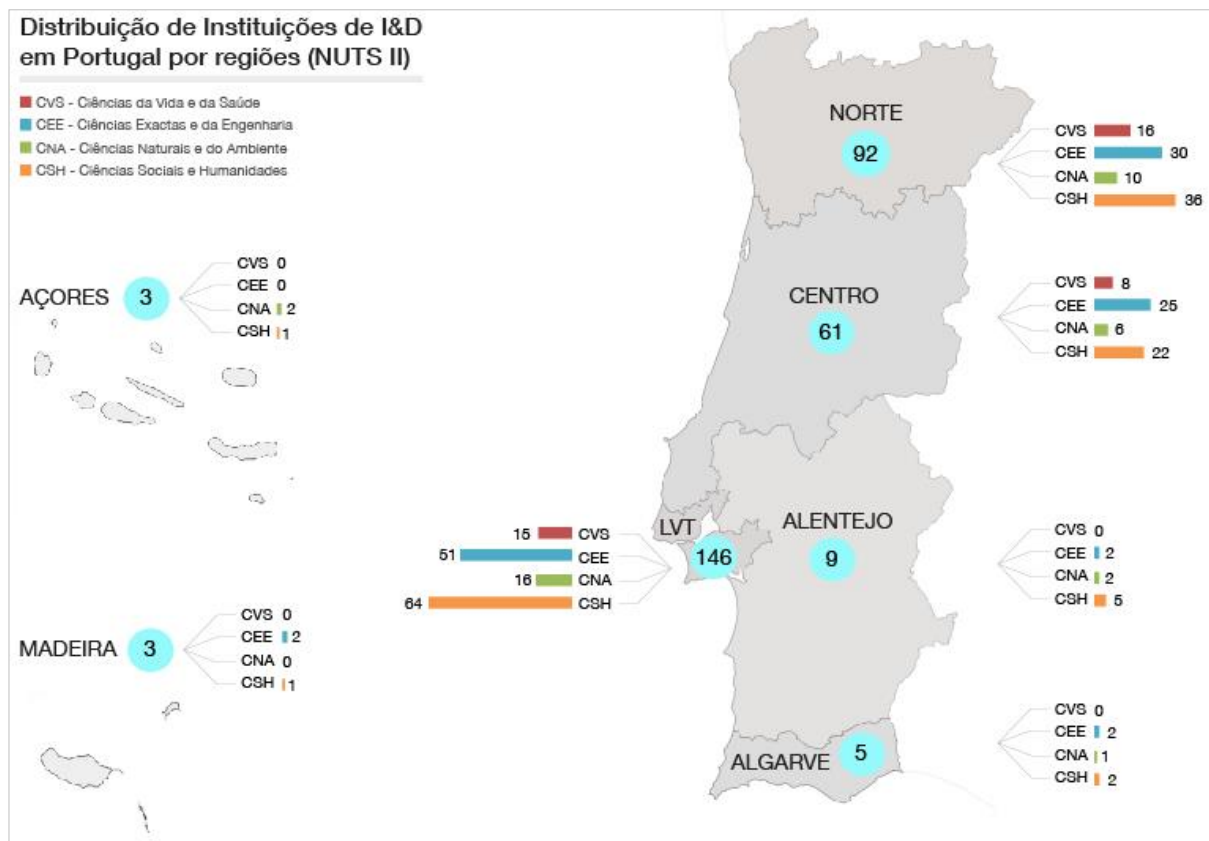 Distribuição de Instituições de I&D
em Portugal por regiões (NUTS II)
CVS - Ciências da Vida e da Saúde
CEE - Ciências Exactas e da Engenharia
CNA - Ciências Naturais e do Ambiente
CSH - Ciências Sociais e Humanidades
NORTE
92
CVS 16
CEE 30
CNA 10
CSH 36
AÇORES 3
CVS 0
CEE 0
CNA 2
CSH 1
CENTRO
61
CVS 8
CEE 25
CNA 6
CSH 22
LVT
146
15 CVS
51 CEE
16 CNA
64 CSH
ALENTEJO
9
CVS 0
CEE 2
CNA 2
CSH 5
MADEIRA 3
CVS 0
CEE 2
CNA 0
CSH 1
ALGARVE 5
CVS 0
CEE 2
CNA 1
CSH 2